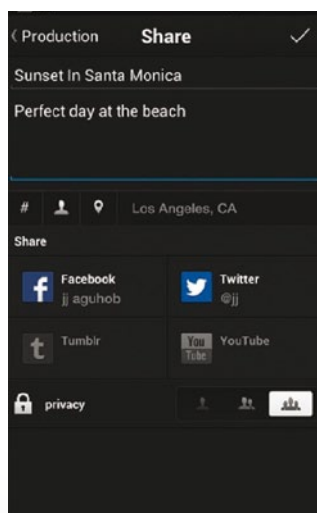 Production Share
Sunset In Santa Monica
Perfect day at the beach
# Los Angeles, CA
Share
f Facebook Twitter
jj aguhob @jj
t Tumblr You Tube YouTube
privacy